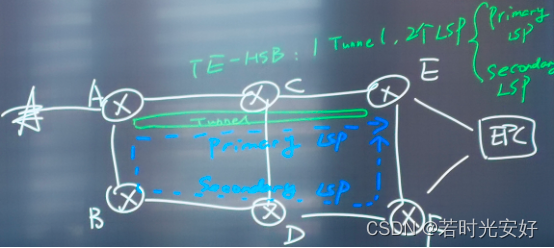 TE-HSB: 1 Tunnel, 2个LSP
Primary
LSP
Secondary
LSP
A
C
E
Tunnel
Primary LSP
EPC
Secondary LSP
B
D
F
CSDN @若时光安好